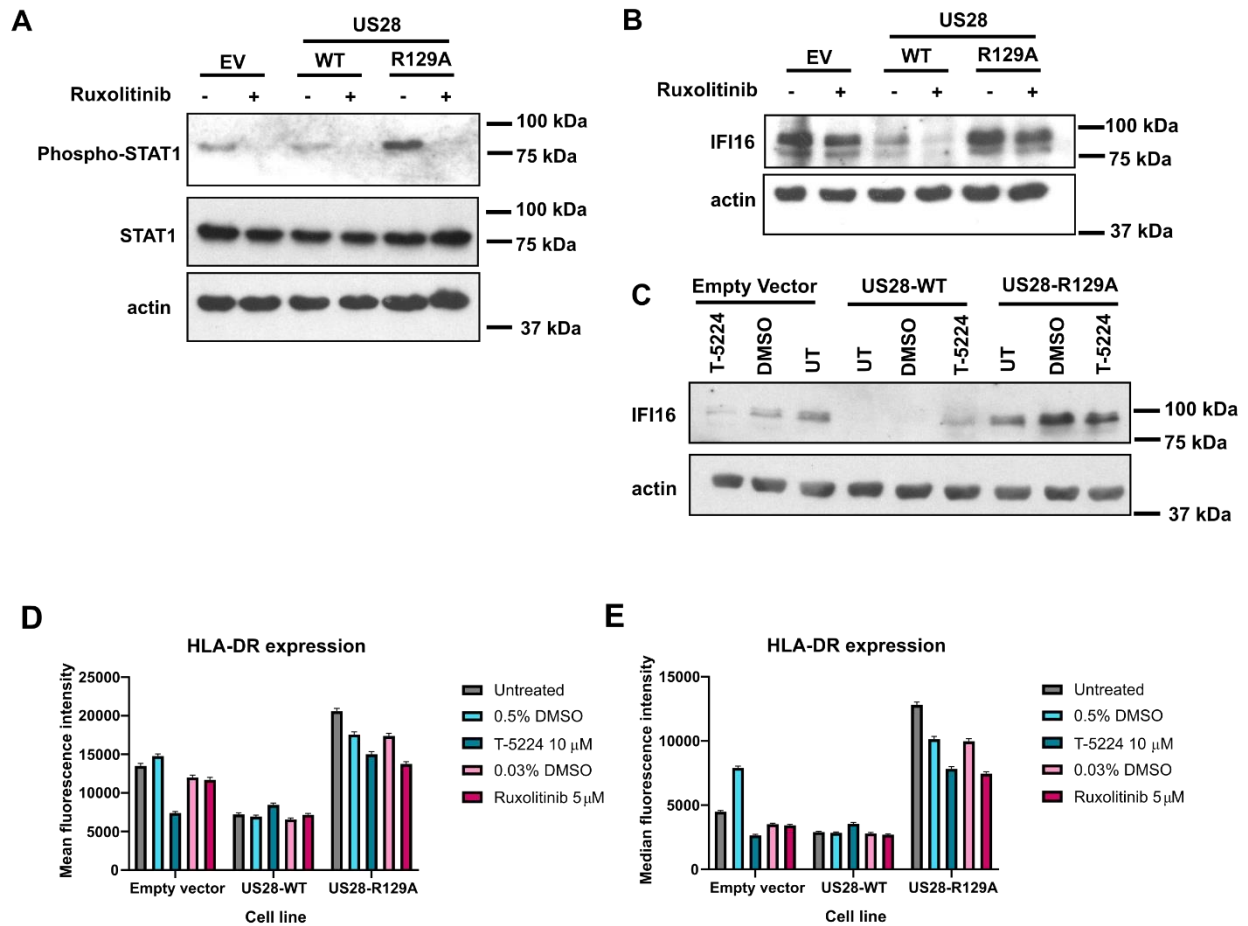 A
US28
EV WT R129A
Ruxolitinib - + - + - +
Phospho-STAT1
100 kDa
75 kDa
STAT1
100 kDa
75 kDa
actin
37 kDa
B
US28
EV WT R129A
Ruxolitinib - + - + - +
IFI16
100 kDa
75 kDa
actin
37 kDa
C
Empty Vector US28-WT US28-R129A
T-5224 DMSO UT UT DMSO T-5224 UT DMSO T-5224
IFI16
100 kDa
75 kDa
actin
37 kDa
D
HLA-DR expression
Mean fluorescence intensity
25000
20000
15000
10000
5000
0
Empty vector US28-WT US28-R129A
Cell line
Untreated
0.5% DMSO
T-5224 10 μM
0.03% DMSO
Ruxolitinib 5μM
E
HLA-DR expression
Median fluorescence intensity
15000
10000
5000
0
Empty vector US28-WT US28-R129A
Cell line
Untreated
0.5% DMSO
T-5224 10 μM
0.03% DMSO
Ruxolitinib 5μM